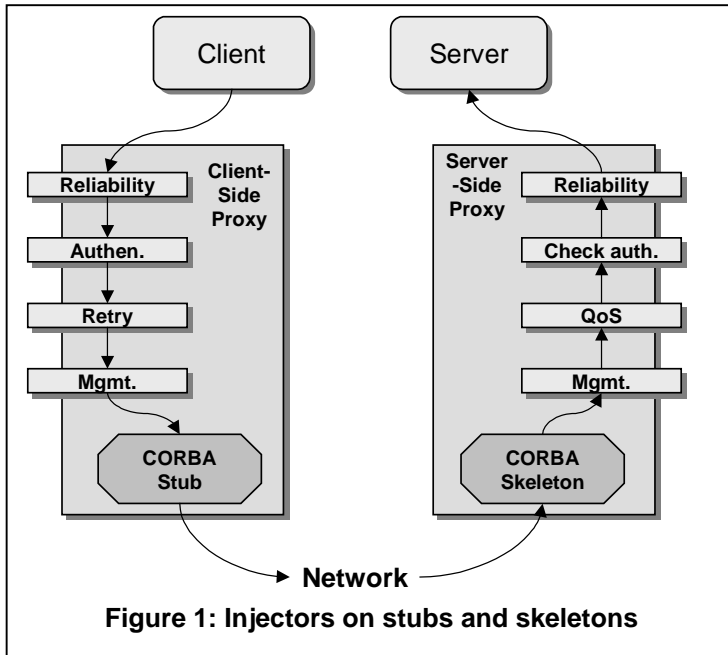 Client
Server
Client-
Side
Proxy
Reliability
Authen.
Retry
Mgmt.
CORBA
Stub
Server
-Side
Proxy
Reliability
Check auth.
QoS
Mgmt.
CORBA
Skeleton
Network
Figure 1: Injectors on stubs and skeletons